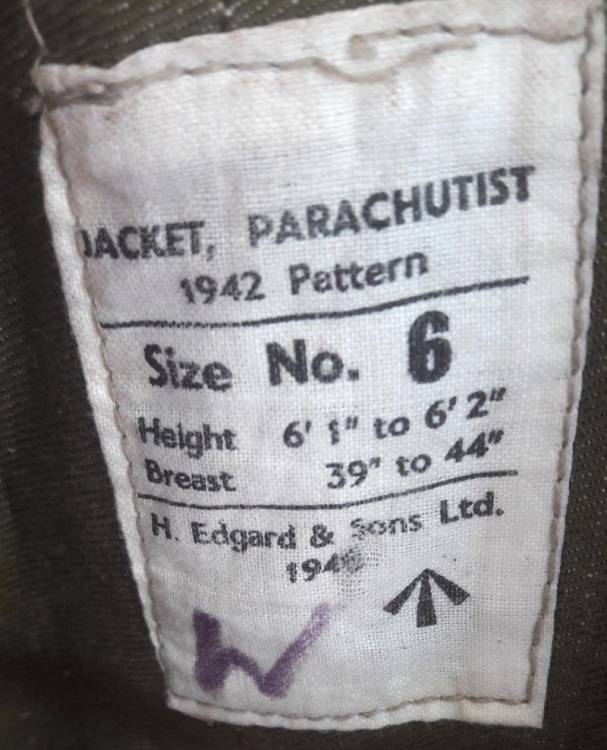 JACKET, PARACHUTIST
1942 Pattern
Size No. 6
Height 6' 1" to 6' 2"
Breast 39" to 44"
H. Edgard & Sons Ltd.
W